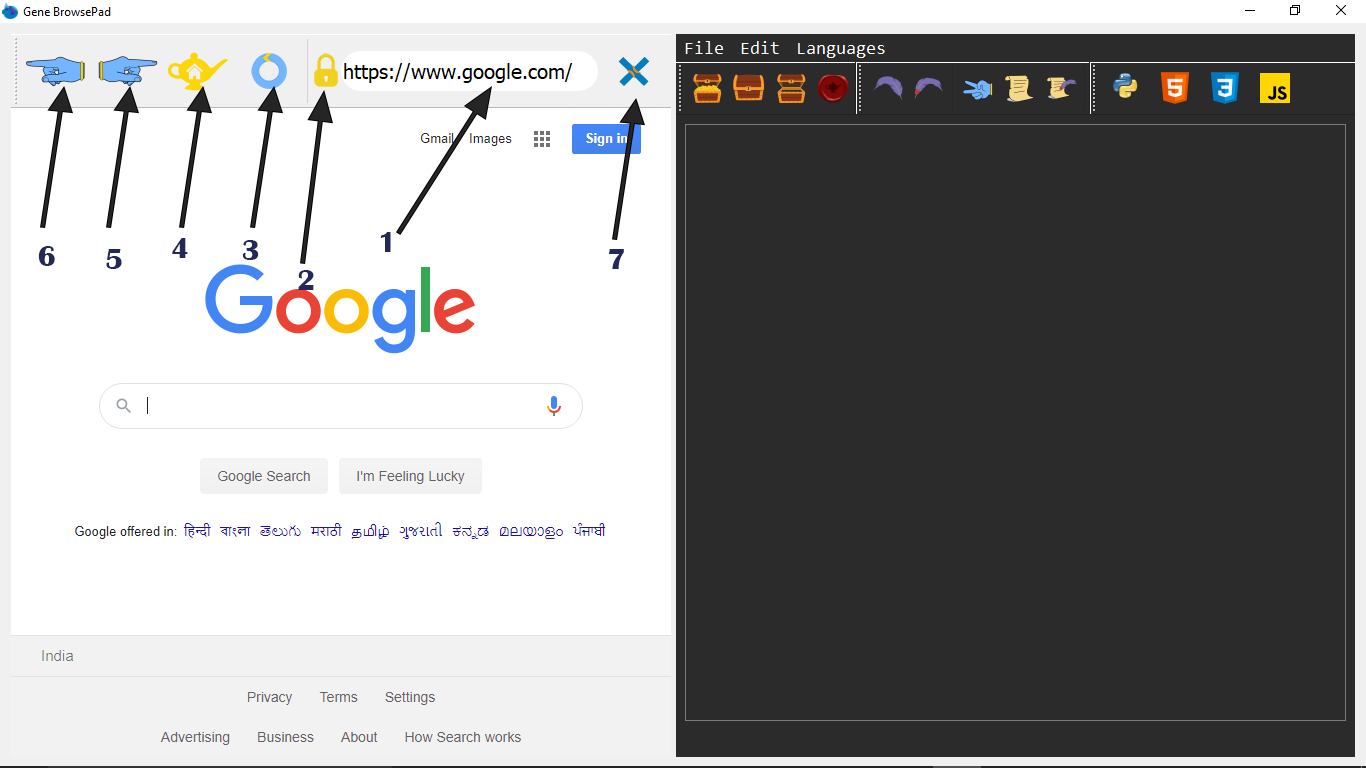 Gene BrowsePad
https://www.google.com/
File Edit Languages
JS
Gmail Images Sign in
6 5 4 3 2 1 7
Google
Google Search I'm Feeling Lucky
Google offered in: हिन्दी বাংলা తెలుగు मराठी தமிழ் ગુજરાતી ಕನ್ನಡ മലയാളം ਪੰਜਾਬੀ
India
Privacy Terms Settings
Advertising Business About How Search works